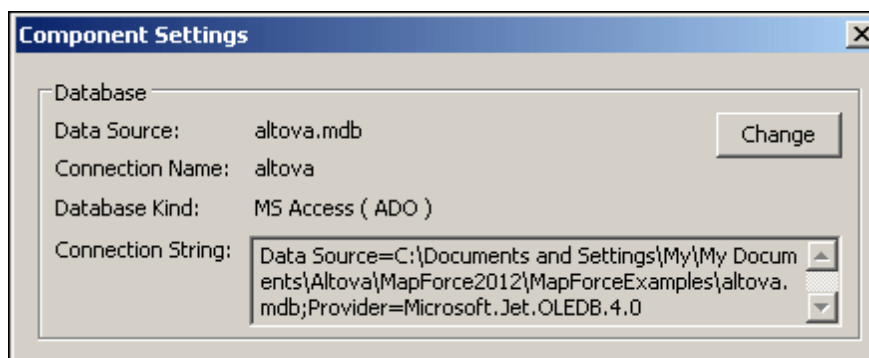 Component Settings
Database
Data Source: altova.mdb
Change
Connection Name: altova
Database Kind: MS Access ( ADO )
Connection String: Data Source=C:\Documents and Settings\My\My Docum
ents\Altova\MapForce2012\MapForceExamples\altova.
mdb;Provider=Microsoft.Jet.OLEDB.4.0